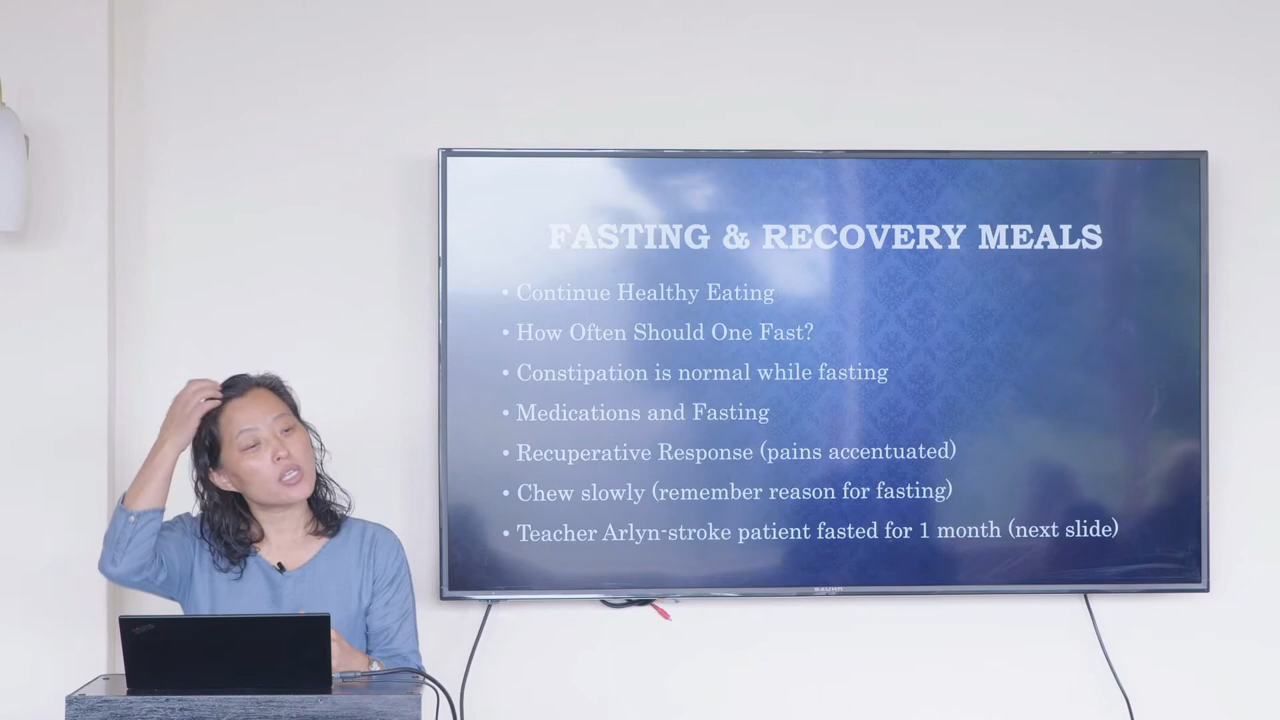 FASTING & RECOVERY MEALS
• Continue Healthy Eating
• How Often Should One Fast?
• Constipation is normal while fasting
• Medications and Fasting
• Recuperative Response (pains accentuated)
• Chew slowly (remember reason for fasting)
• Teacher Arlyn-stroke patient fasted for 1 month (next slide)